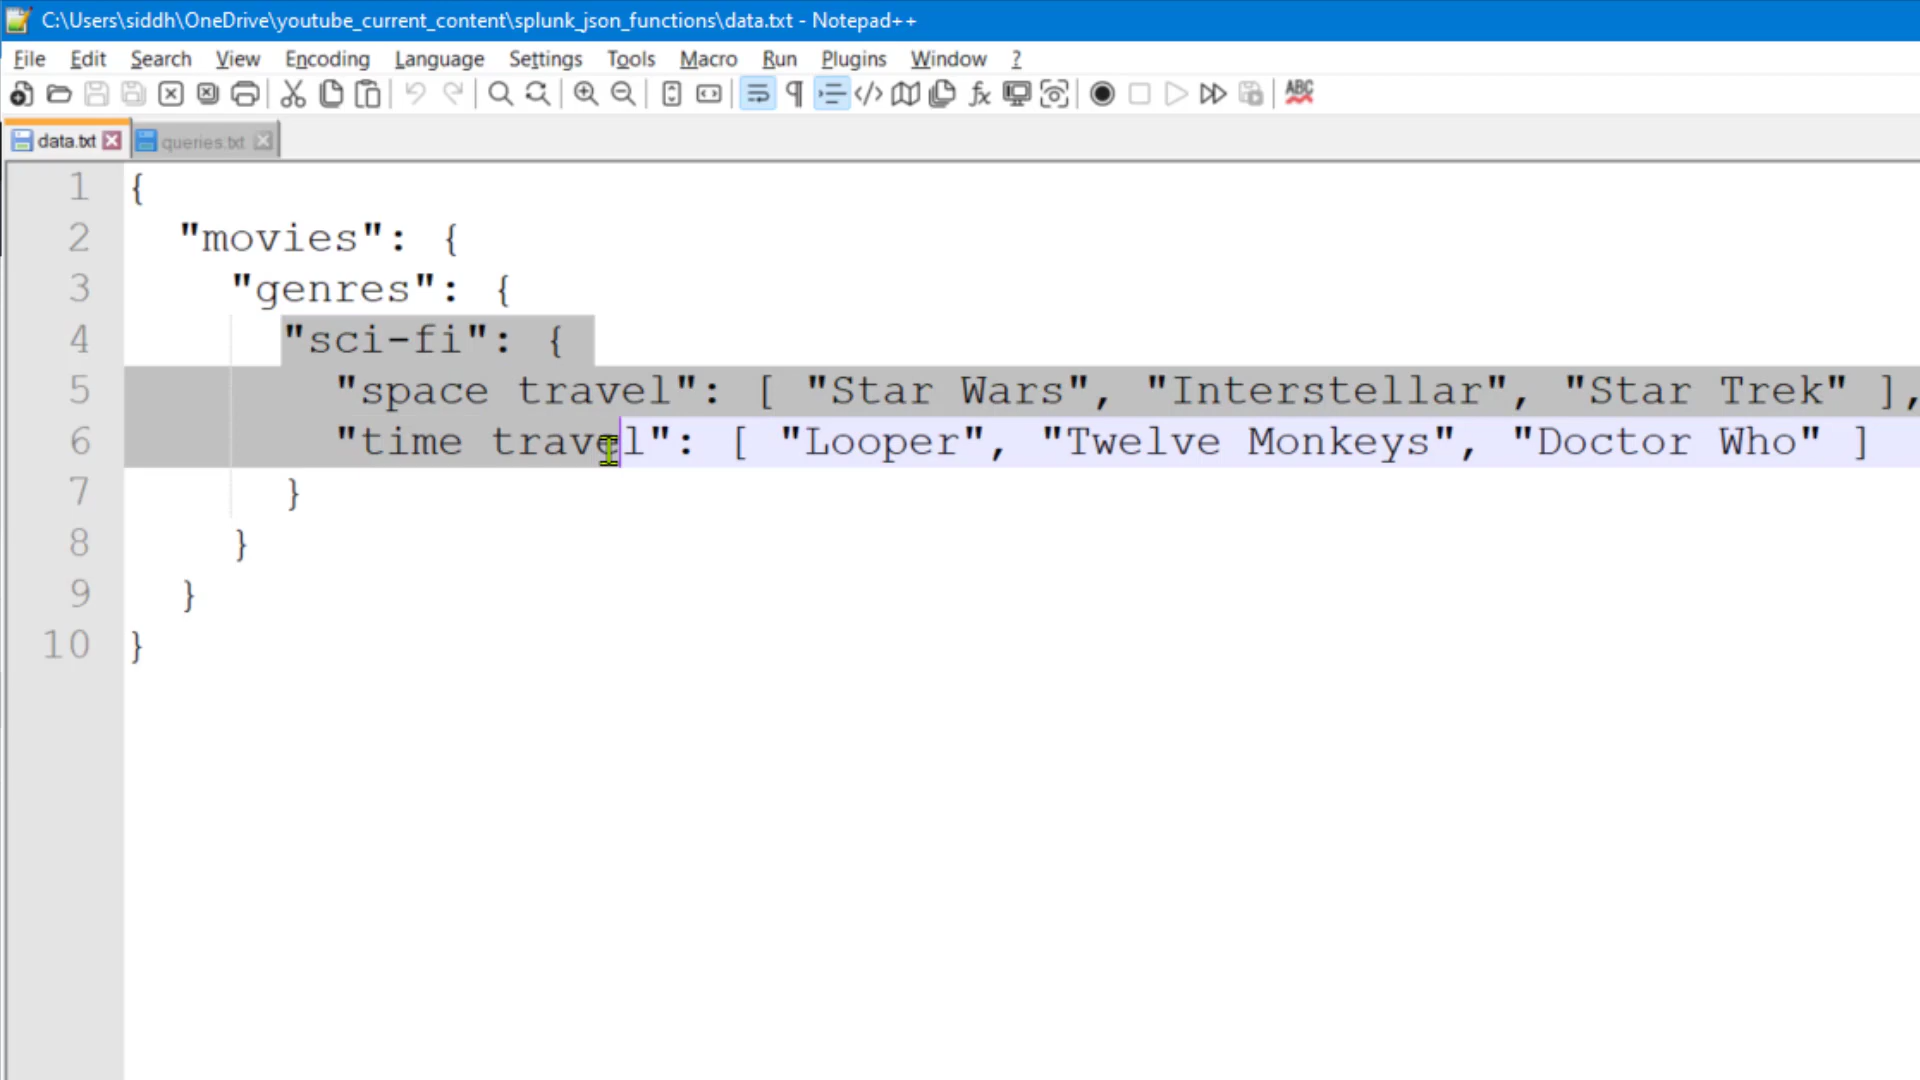 C:\Users\siddh\OneDrive\youtube_current_content\splunk_json_functions\data.txt - Notepad++
File Edit Search View Encoding Language Settings Tools Macro Run Plugins Window ?
ABC
data.txt queries.txt
1 {
2 "movies": {
3 "genres": {
4 "sci-fi": {
5 "space travel": [ "Star Wars", "Interstellar", "Star Trek" ],
6 "time travel": [ "Looper", "Twelve Monkeys", "Doctor Who" ]
7 }
8 }
9 }
10 }